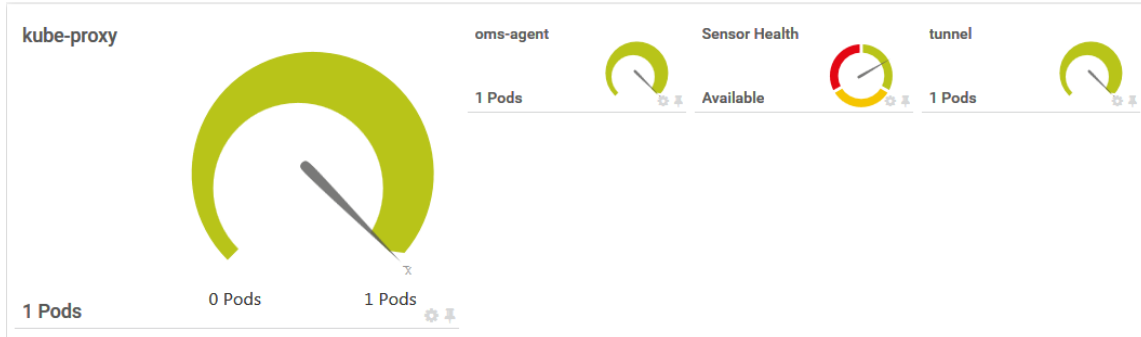 kube-proxy
0 Pods
1 Pods
1 Pods
oms-agent
1 Pods
Sensor Health
Available
tunnel
1 Pods